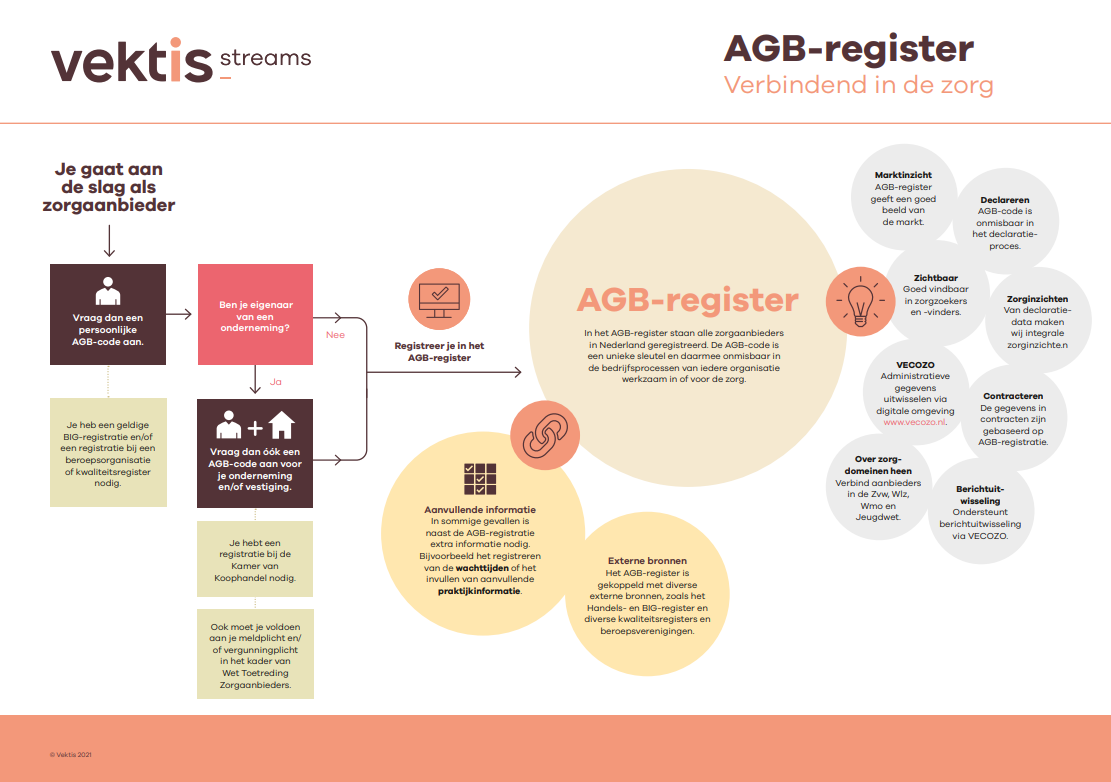 vektis streams
AGB-register
Verbindend in de zorg
Je gaat aan
de slag als
zorgaanbieder
Vraag dan een
persoonlijke
AGB-code aan.
Je heb een geldige
BIG-registratie en/of
een registratie bij een
beroepsorganisatie
of kwaliteitsregister
nodig.
Ben je eigenaar
van een
onderneming?
Nee
Ja
Vraag dan óók een
AGB-code aan voor
je onderneming
en/of vestiging.
Je hebt een
registratie bij de
Kamer van
Koophandel nodig.
Ook moet je voldoen
aan je meldplicht en/
of vergunningplicht
in het kader van
Wet Toetreding
Zorgaanbieders.
Registreer je in het
AGB-register
AGB-register
In het AGB-register staan alle zorgaanbieders
in Nederland geregistreerd. De AGB-code is
een unieke sleutel en daarmee onmisbaar in
de bedrijfsprocessen van iedere organisatie
werkzaam in of voor de zorg.
Aanvullende informatie
In sommige gevallen is
naast de AGB-registratie
extra informatie nodig.
Bijvoorbeeld het registreren
van de wachttijden of het
invullen van aanvullende
praktijkinformatie.
Externe bronnen
Het AGB-register is
gekoppeld met diverse
externe bronnen, zoals het
Handels- en BIG-register en
diverse kwaliteitsregisters en
beroepsverenigingen.
Marktinzicht
AGB-register
geeft een goed
beeld van
de markt.
Declareren
AGB-code is
onmisbaar in
het declaratie-
proces.
Zichtbaar
Goed vindbaar
in zorgzoekers
en -vinders.
Zorginzichten
Van declaratie-
data maken
wij integrale
zorginzichte.n
VECOZO
Administratieve
gegevens
uitwisselen via
digitale omgeving
www.vecozo.nl.
Contracteren
De gegevens in
contracten zijn
gebaseerd op
AGB-registratie.
Over zorg-
domeinen heen
Verbind aanbieders
in de Zvw, Wlz,
Wmo en
Jeugdwet.
Berichtuit-
wisseling
Ondersteunt
berichtuitwisseling
via VECOZO.
© Vektis 2021